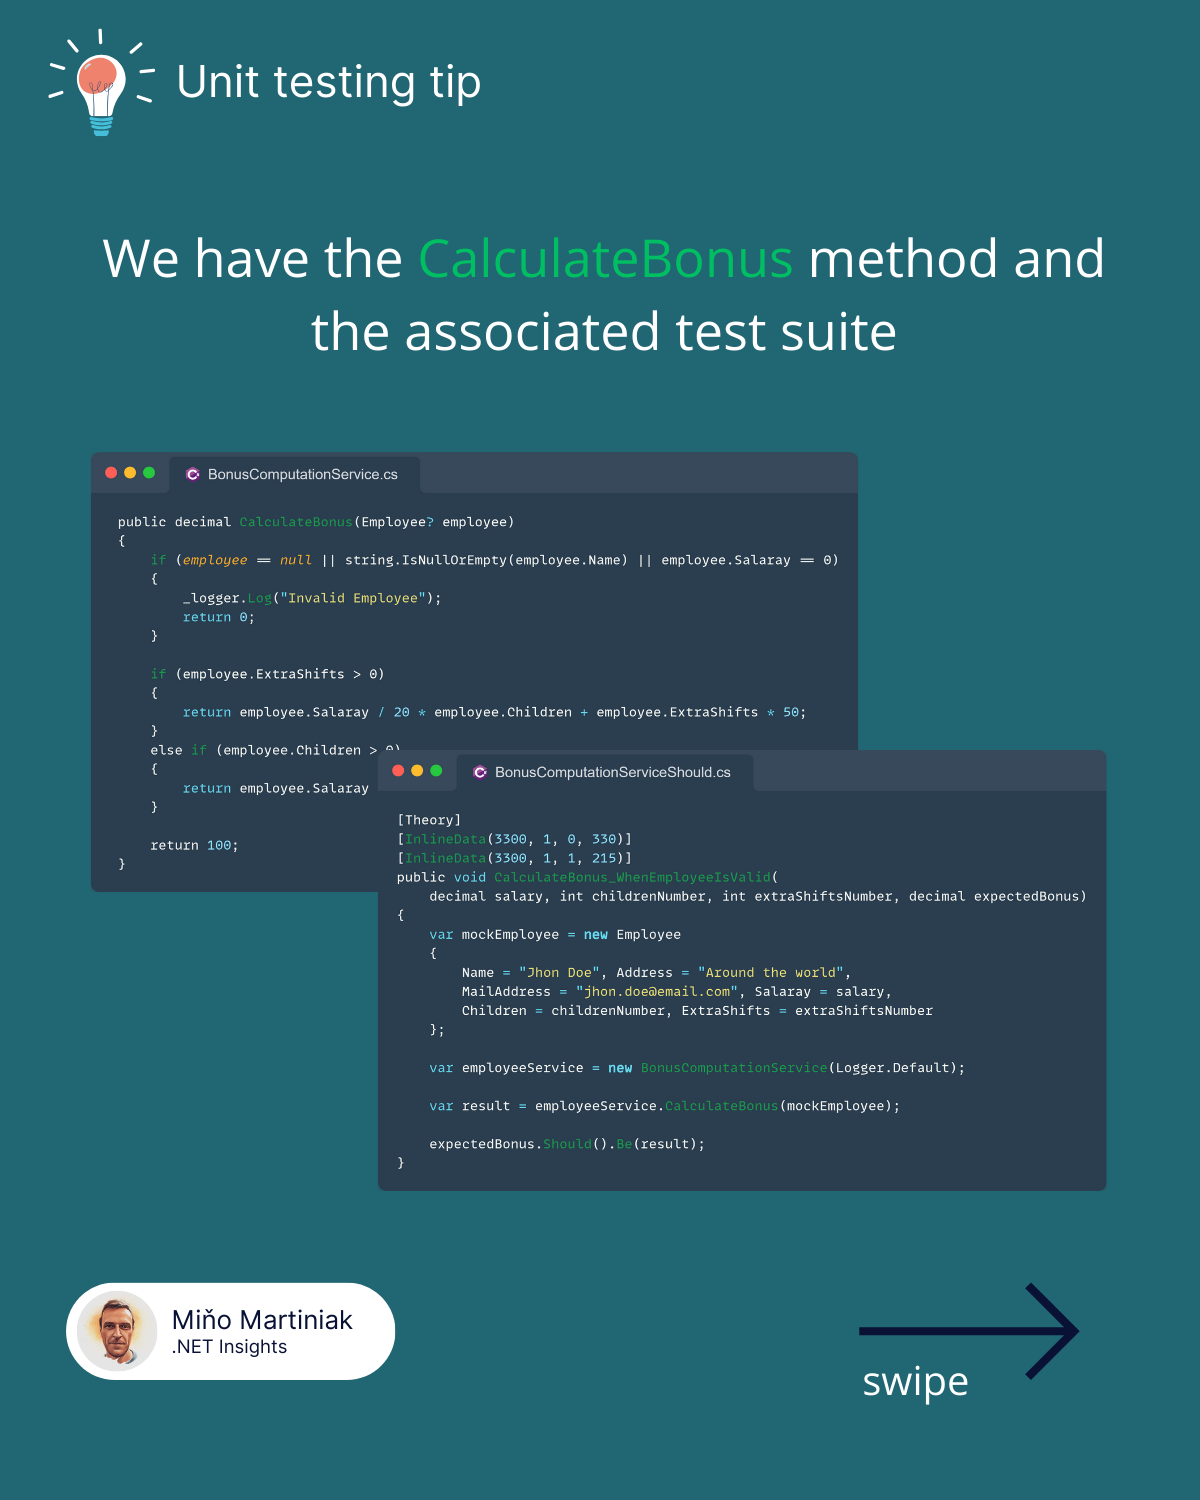 Unit testing tip
We have the CalculateBonus method and
the associated test suite
BonusComputationService.cs
public decimal CalculateBonus(Employee? employee)
{
    if (employee == null || string.IsNullOrEmpty(employee.Name) || employee.Salaray == 0)
    {
        _logger.Log("Invalid Employee");
        return 0;
    }
    if (employee.ExtraShifts > 0)
    {
        return employee.Salaray / 20 * employee.Children + employee.ExtraShifts * 50;
    }
    else if (employee.Children > 0)
    {
        return employee.Salaray
    }
    return 100;
}
BonusComputationServiceShould.cs
[Theory]
[InlineData(3300, 1, 0, 330)]
[InlineData(3300, 1, 1, 215)]
public void CalculateBonus_WhenEmployeeIsValid(
    decimal salary, int childrenNumber, int extraShiftsNumber, decimal expectedBonus)
{
    var mockEmployee = new Employee
    {
        Name = "Jhon Doe", Address = "Around the world",
        MailAddress = "jhon.doe@email.com", Salaray = salary,
        Children = childrenNumber, ExtraShifts = extraShiftsNumber
    };
    var employeeService = new BonusComputationService(Logger.Default);
    var result = employeeService.CalculateBonus(mockEmployee);
    expectedBonus.Should().Be(result);
}
Miňo Martiniak
.NET Insights
swipe